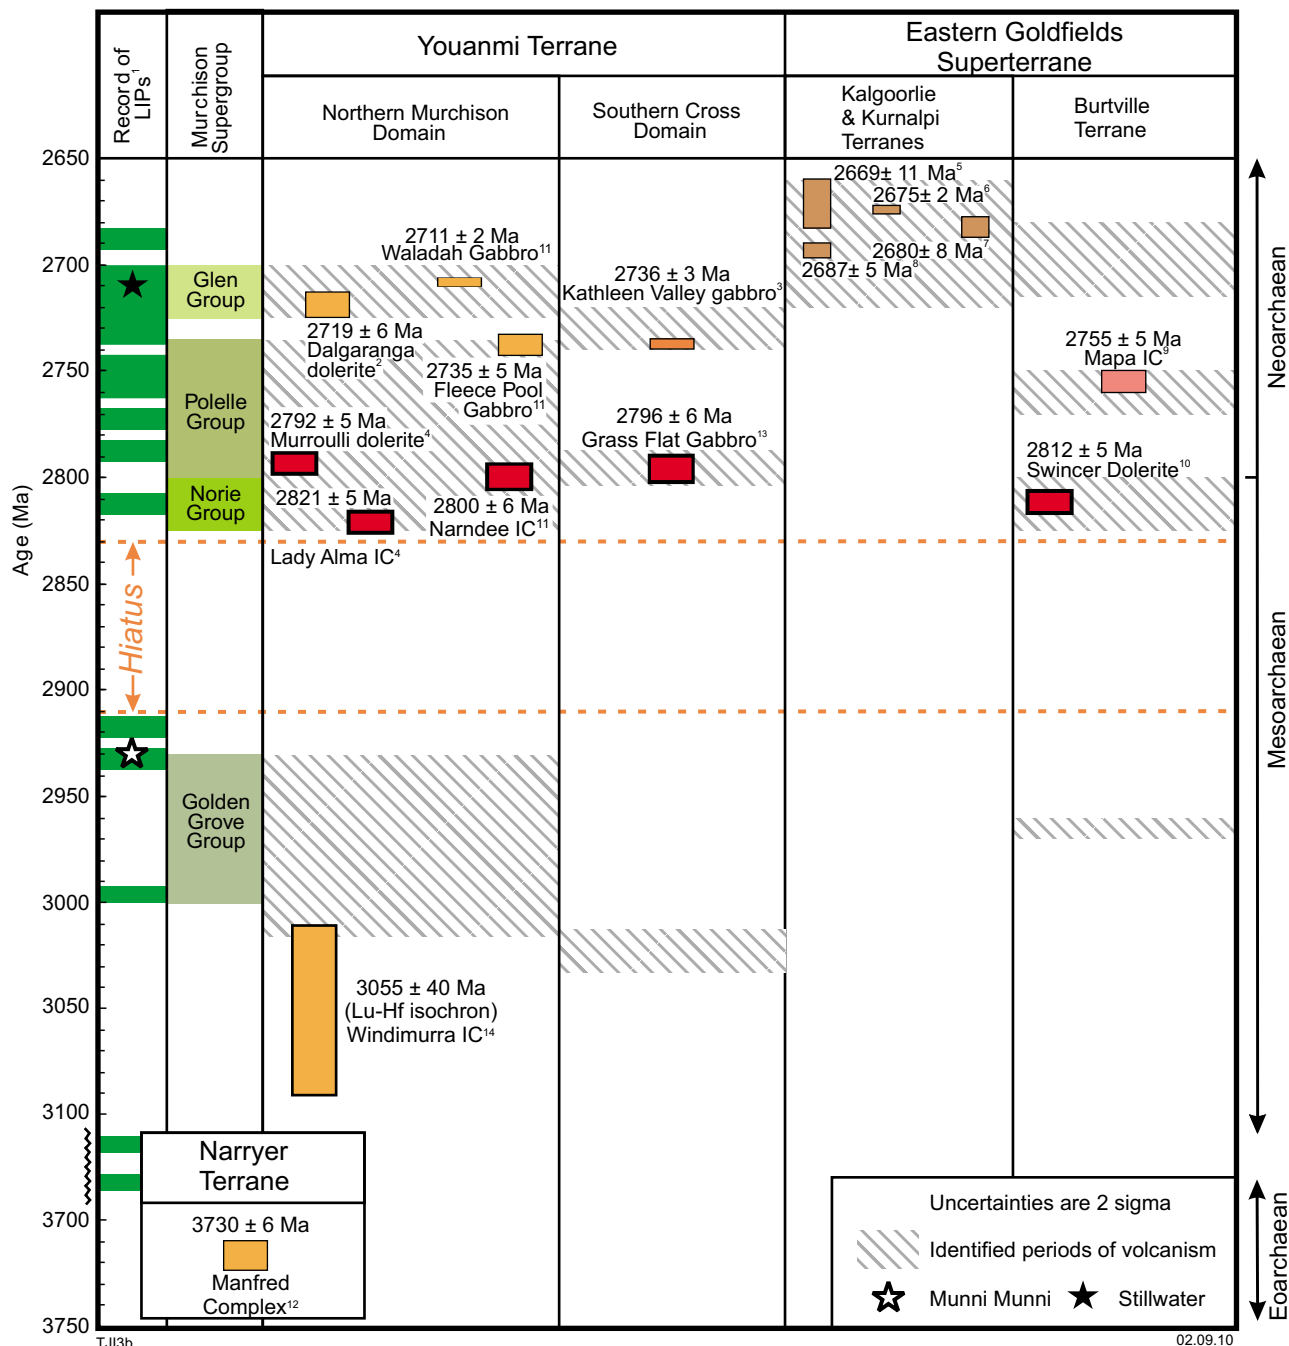 Record of
LIPs¹
Murchison
Supergroup
Youanmi Terrane
Eastern Goldfields
Superterrane
Northern Murchison
Domain
Southern Cross
Domain
Kalgoorlie
& Kurnalpi
Terranes
Burtville
Terrane
Age (Ma)
2650
2700
2750
2800
2850
2900
2950
3000
3050
3100
3700
3750
Glen
Group
Polelle
Group
Norie
Group
Hiatus
Golden
Grove
Group
2711 ± 2 Ma
Waladah Gabbro¹¹
2719 ± 6 Ma
Dalgaranga
dolerite²
2735 ± 5 Ma
Fleece Pool
Gabbro¹¹
2792 ± 5 Ma
Murroulli dolerite⁴
2821 ± 5 Ma
Lady Alma IC⁴
2800 ± 6 Ma
Narndee IC¹¹
3055 ± 40 Ma
(Lu-Hf isochron)
Windimurra IC¹⁴
2736 ± 3 Ma
Kathleen Valley gabbro³
2796 ± 6 Ma
Grass Flat Gabbro¹³
2669± 11 Ma⁵
2675± 2 Ma⁶
2680± 8 Ma⁷
2687± 5 Ma⁸
2755 ± 5 Ma
Mapa IC⁹
2812 ± 5 Ma
Swincer Dolerite¹⁰
Neoarchaean
Mesoarchaean
Eoarchaean
Narryer
Terrane
3730 ± 6 Ma
Manfred
Complex¹²
Uncertainties are 2 sigma
Identified periods of volcanism
Munni Munni
Stillwater
TJI3b
02.09.10